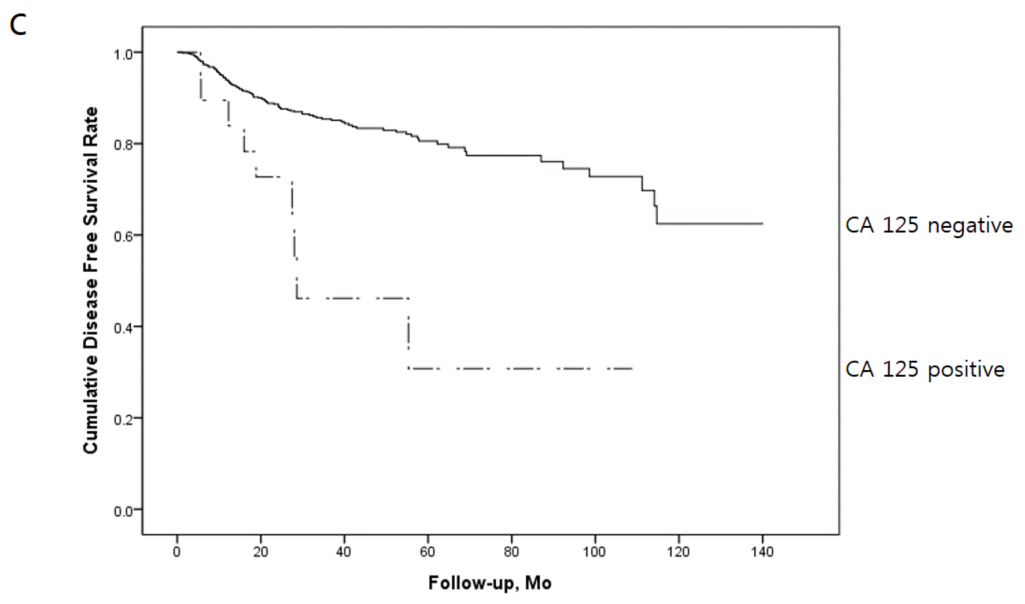 C
Cumulative Disease Free Survival Rate
1.0
0.8
0.6
0.4
0.2
0.0
0 20 40 60 80 100 120 140
Follow-up, Mo
CA 125 negative
CA 125 positive